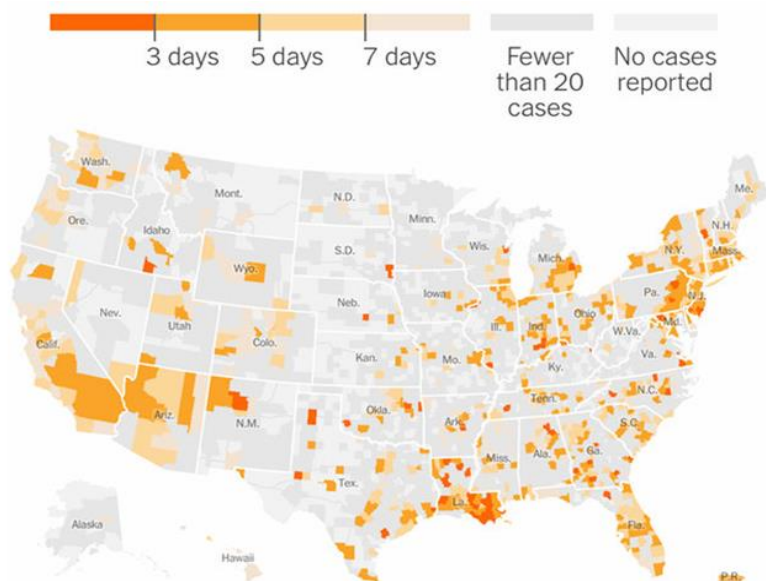 3 days 5 days 7 days
Fewer than 20 cases
No cases reported
Wash.
Mont.
N.D.
Minn.
Me.
Ore.
Idaho
S.D.
Wis.
Mich.
N.Y.
N.H.
Mass.
Wyo.
Iowa
Pa.
N.J.
Nev.
Utah
Neb.
Ill.
Ind.
Ohio
Md.
Calif.
Colo.
Kan.
Mo.
W.Va.
Va.
Ky.
Ariz.
N.M.
Okla.
Ark.
Tenn.
N.C.
S.C.
Tex.
Miss.
Ala.
Ga.
La.
Alaska
Hawaii
Fla.
P.R.